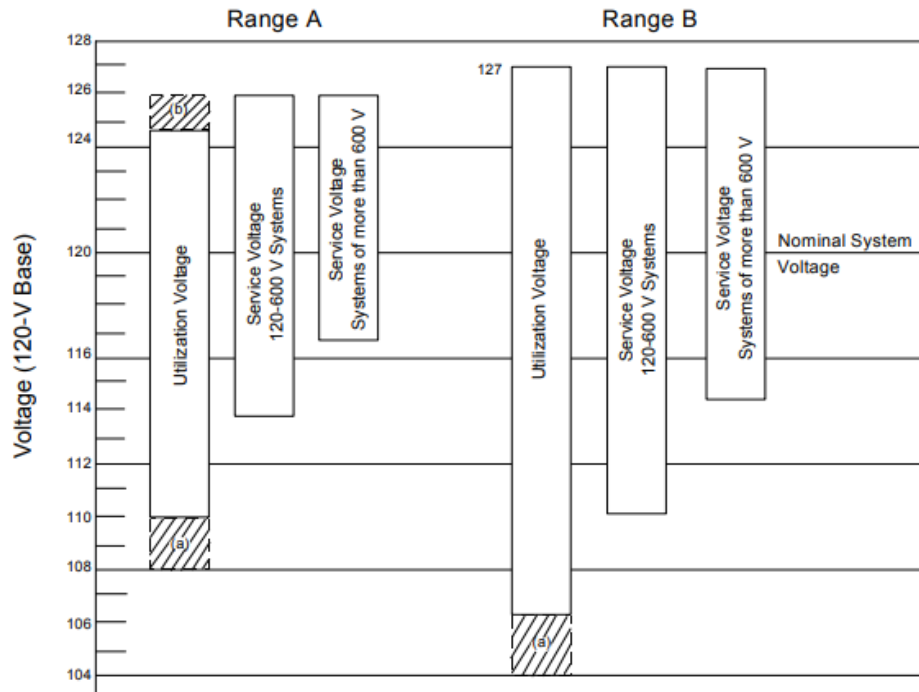 Range A
Range B
Voltage (120-V Base)
128
126
124
120
116
114
112
110
108
106
104
(b)
Utilization Voltage
(a)
Service Voltage
120-600 V Systems
Service Voltage
Systems of more than 600 V
127
Utilization Voltage
(a)
Service Voltage
120-600 V Systems
Service Voltage
Systems of more than 600 V
Nominal System
Voltage